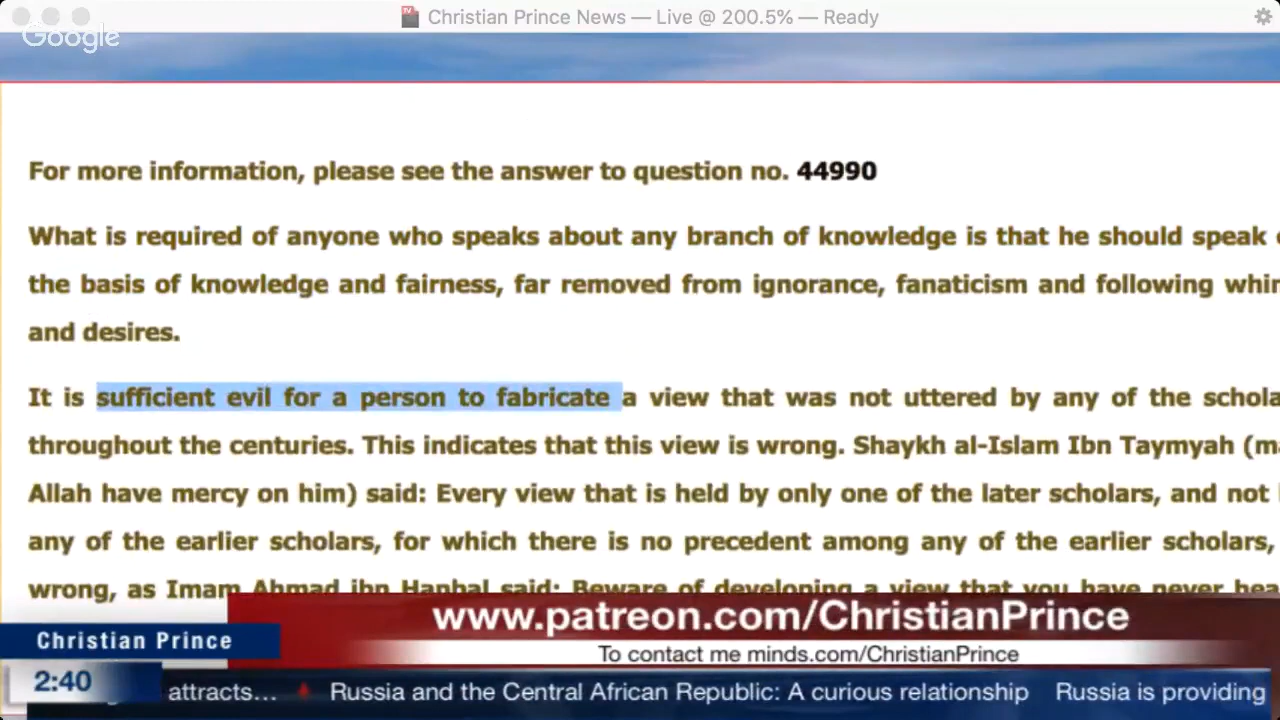 Christian Prince News — Live @ 200.5% — Ready
Google
For more information, please see the answer to question no. 44990
What is required of anyone who speaks about any branch of knowledge is that he should speak
the basis of knowledge and fairness, far removed from ignorance, fanaticism and following
and desires.
It is sufficient evil for a person to fabricate a view that was not uttered by any of the
throughout the centuries. This indicates that this view is wrong. Shaykh al-Islam Ibn Taymyah
Allah have mercy on him) said: Every view that is held by only one of the later scholars, and not
any of the earlier scholars, for which there is no precedent among any of the earlier scholars,
wrong, as Imam Ahmad ibn Hanbal said: Beware of developing a view that you have never
www.patreon.com/ChristianPrince
Christian Prince
To contact me minds.com/ChristianPrince
2:40
attracts... Russia and the Central African Republic: A curious relationship Russia is providing